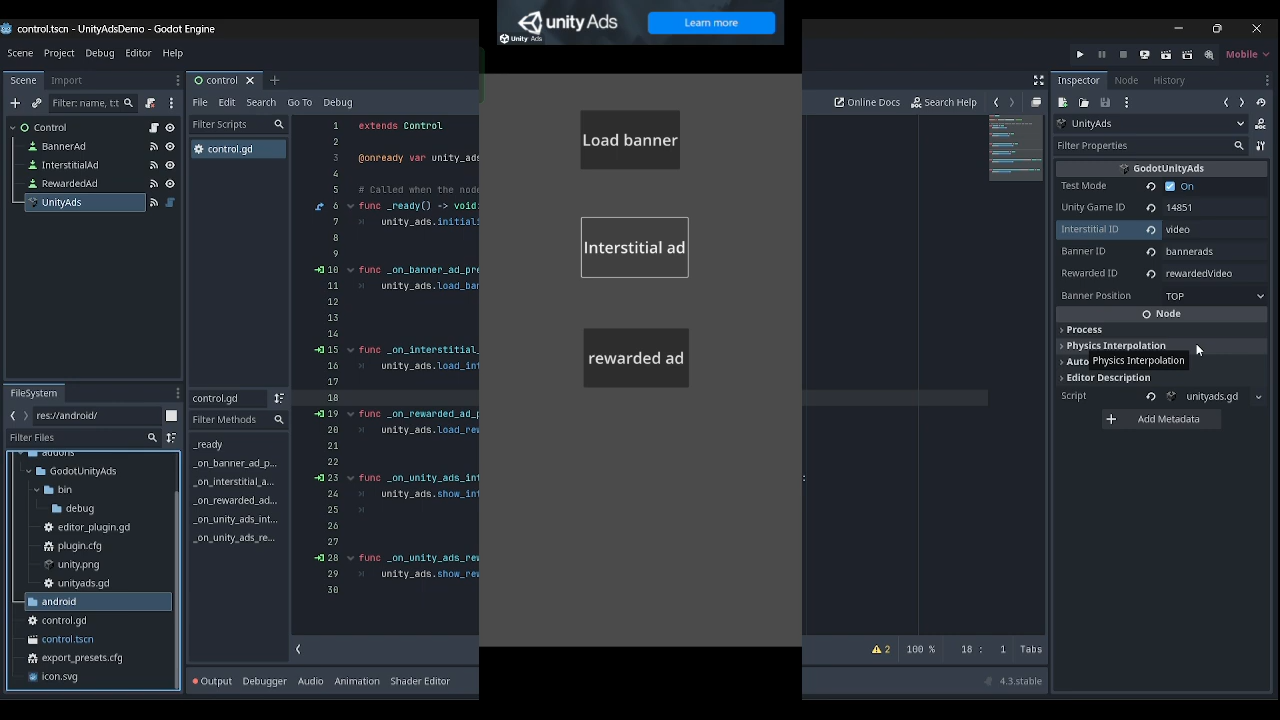 unity Ads
Learn more
Unity Ads
control.tscn - UnityAdsDemo - Godot Engine
Scene Project Debug Editor Help
Mobile
Scene Import
Filter: name, t:t
Control
BannerAd
InterstitialAd
RewardedAd
UnityAds
FileSystem
res://android/
Filter Files
addons
GodotUnityAds
bin
debug
editor_plugin.gd
plugin.cfg
unity.png
unityads.gd
android
control.gd
control.tscn
export_presets.cfg
icon.svg
control
File Edit Search Go To Debug
Online Docs Search Help
Filter Scripts
control.gd
control.gd
Filter Methods
_ready
_on_banner_ad_p...
_on_interstitial_a...
_on_rewarded_ad...
_on_unity_ads_int...
_on_unity_ads_re...
1 extends Control
2
3 @onready var unity_ads
4
5 # Called when the node
6 func _ready() -> void:
7 unity_ads.initiali
8
9
10 func _on_banner_ad_pre
11 unity_ads.load_ban
12
13
14
15 func _on_interstitial_
16 unity_ads.load_int
17
18
19 func _on_rewarded_ad_p
20 unity_ads.load_rew
21
22
23 func _on_unity_ads_int :
24 unity_ads.show_int
25
26
27
28 func _on_unity_ads_rew
29 unity_ads.show_rew
30
Load banner
Interstitial ad
rewarded ad
2 100 % 18 : 1 Tabs
Output Debugger Audio Animation Shader Editor
4.3.stable
Inspector Node History
UnityAds
Filter Properties
GodotUnityAds
Test Mode On
Unity Game ID 14851
Interstitial ID video
Banner ID bannerads
Rewarded ID rewardedVideo
Banner Position TOP
Node
Process
Physics Interpolation
Auto
Physics Interpolation
Editor Description
Script unityads.gd
Add Metadata